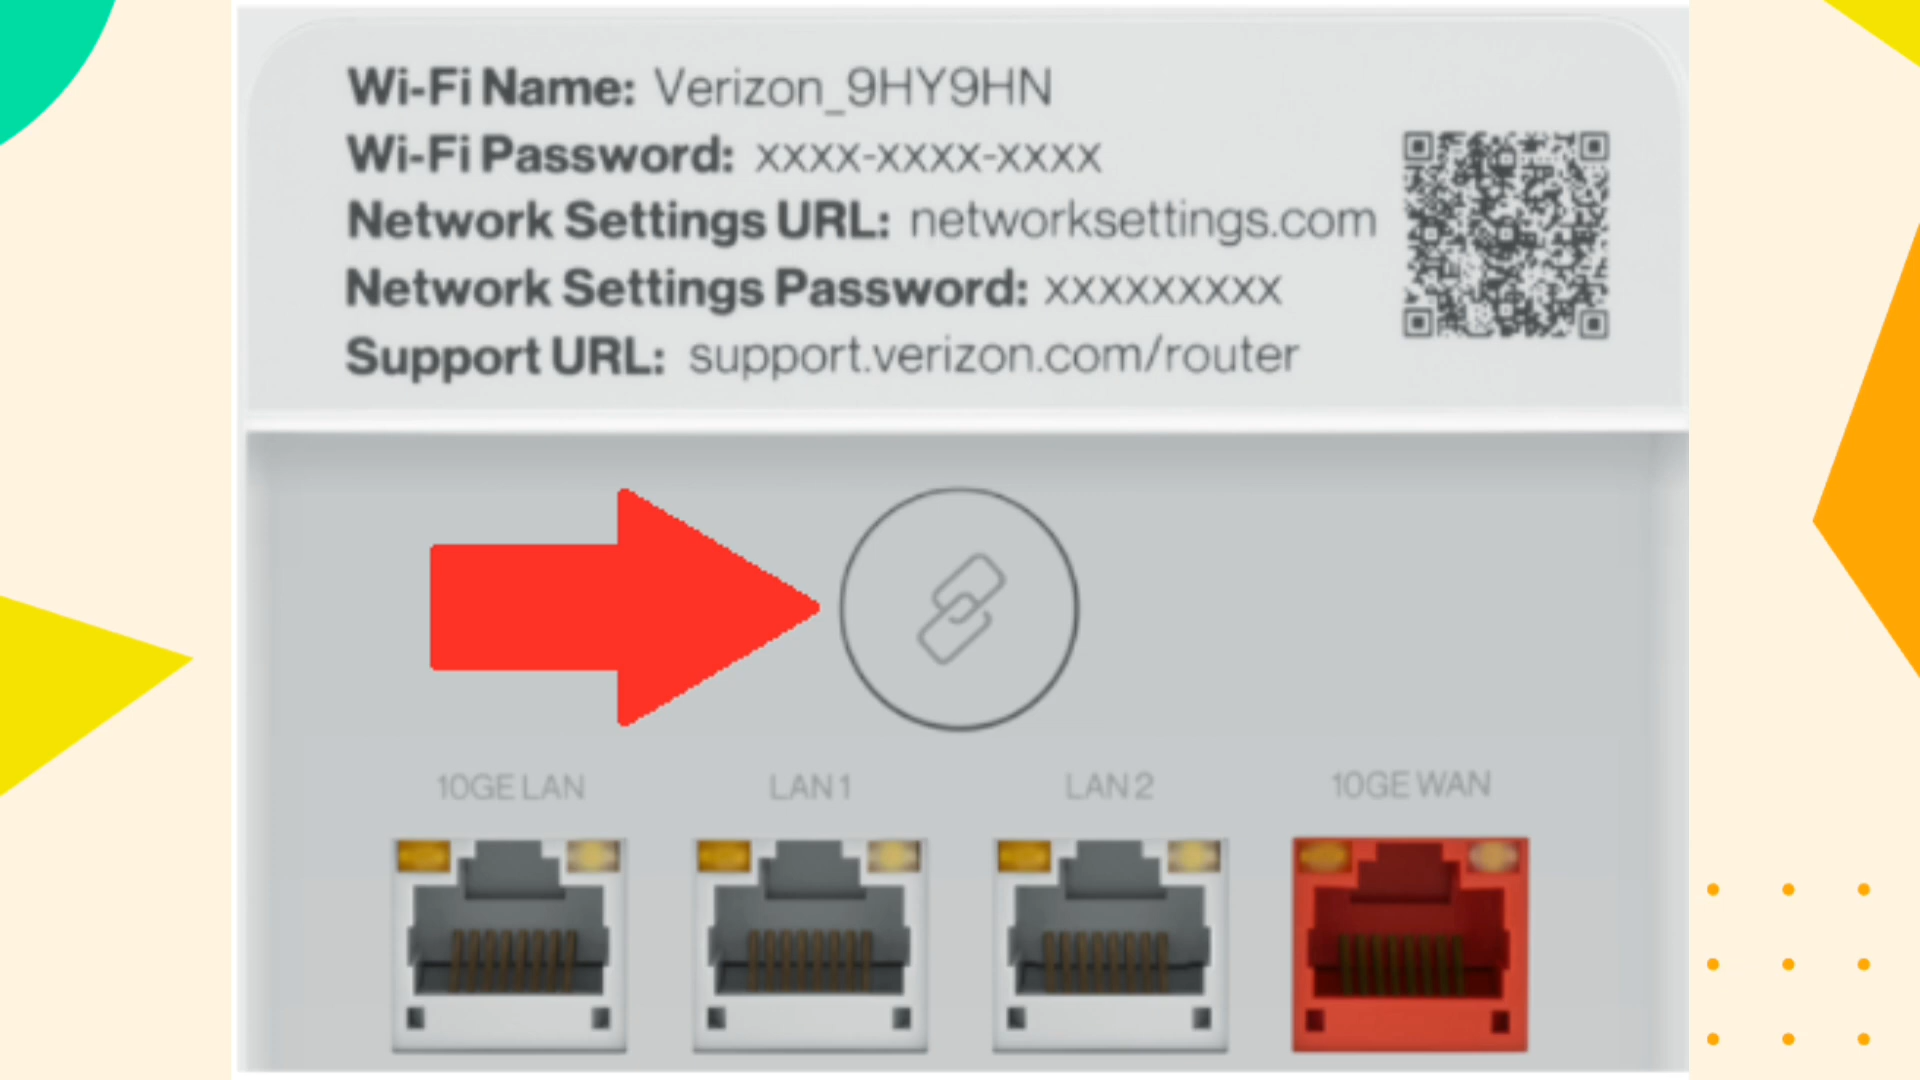 Wi-Fi Name: Verizon_9HY9HN
Wi-Fi Password: xxxx-xxxx-xxxx
Network Settings URL: networksettings.com
Network Settings Password: xxxxxxxxx
Support URL: support.verizon.com/router
10GE LAN
LAN 1
LAN 2
10GE WAN